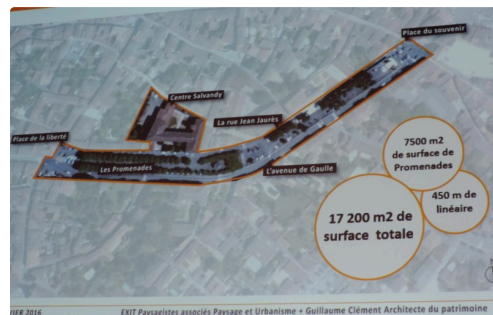 Place du souvenir
Centre Salvandy
La rue Jean Jaurès
Place de la liberté
Les Promenades
L'avenue de Gaulle
7500 m2
de surface de
Promenades
450 m de
linéaire
17 200 m2 de
surface totale
VIER 2016
EXIT Paysagistes associés Paysage et Urbanisme + Guillaume Clément Architecte du patrimoine